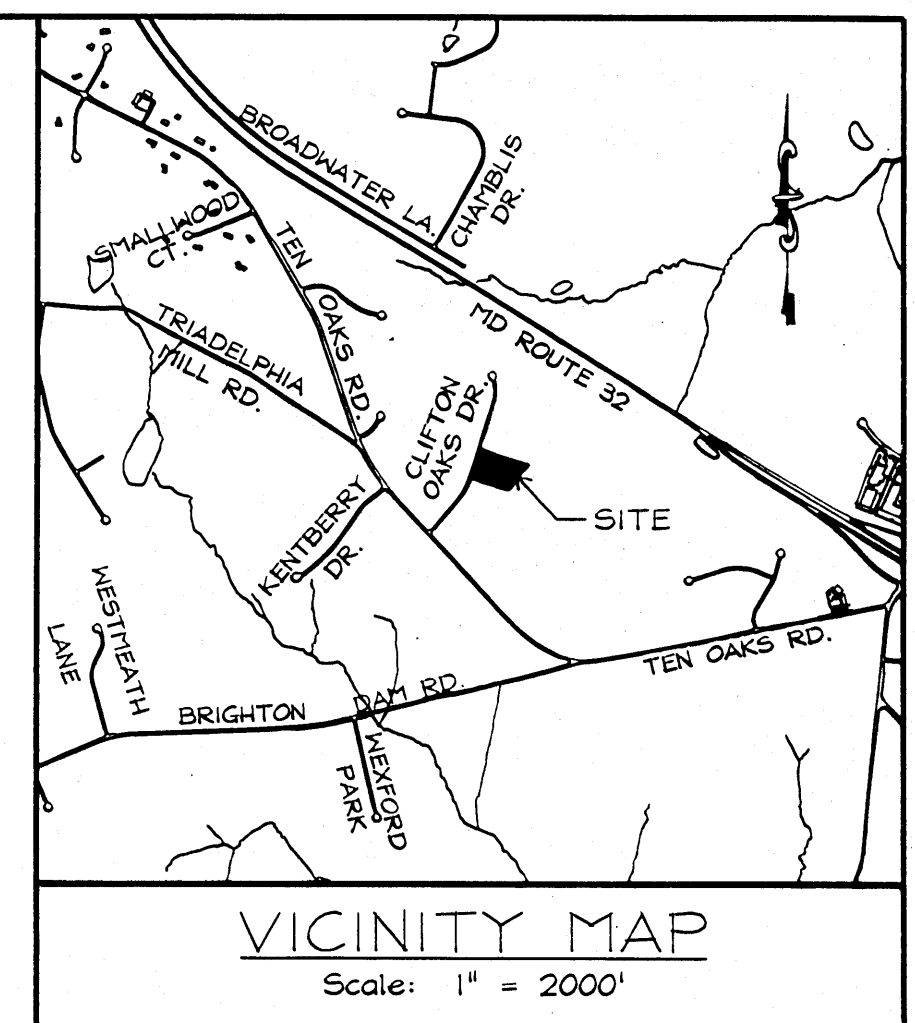 BROADWATER LA.
CHAMBLIS
DR.
SMALLWOOD
CT.
TEN
OAKS RD.
TRIADELPHIA
MILL RD.
MD ROUTE 32
CLIFTON
OAKS DR.
SITE
KENTBERRY
DR.
WESTMEATH
LANE
TEN OAKS RD.
BRIGHTON DAM RD.
WEXFORD
PARK
VICINITY MAP
Scale: 1" = 2000'